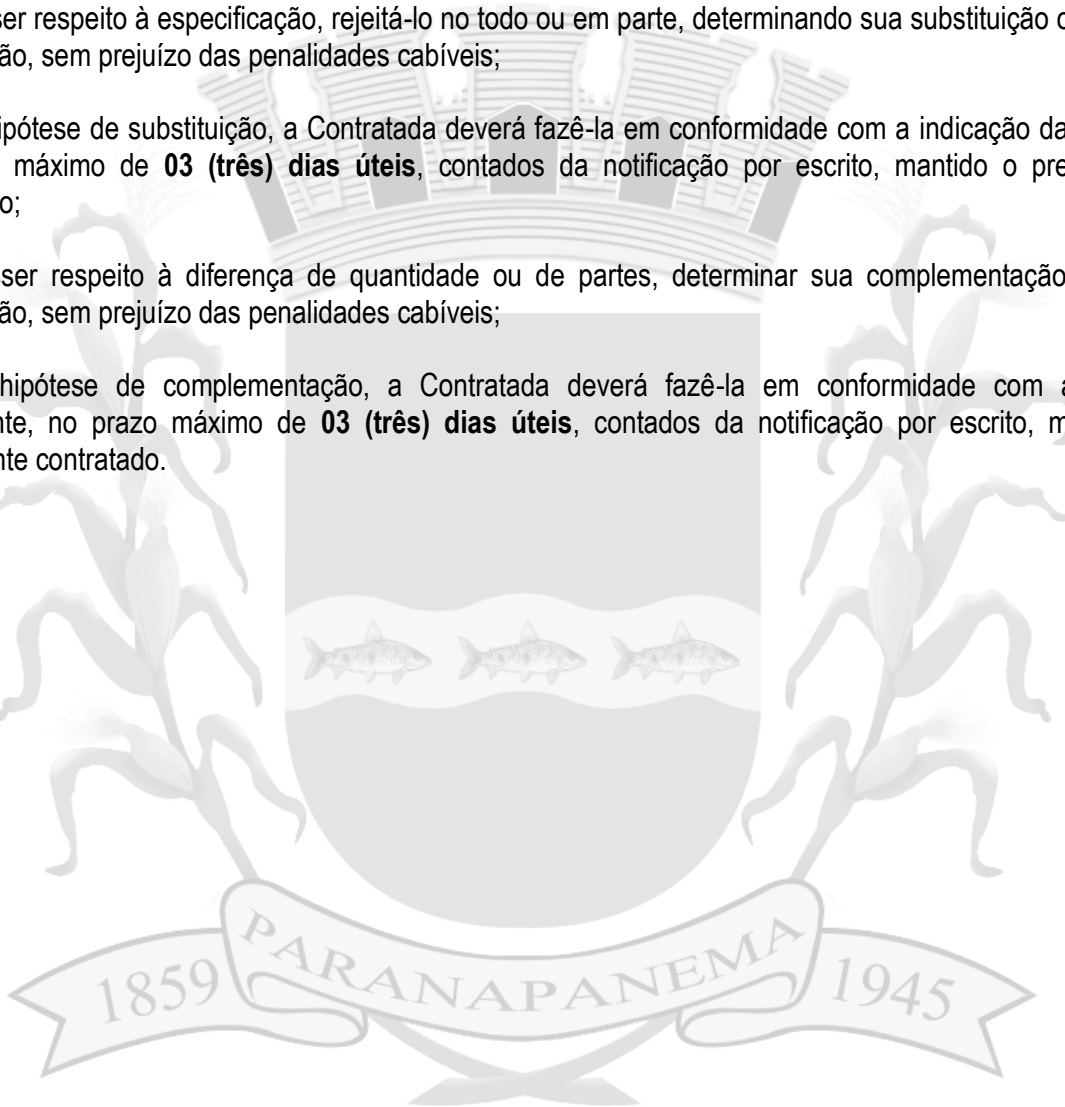 ser respeito à especificação, rejeitá-lo no todo ou em parte, determinando sua substituição
ão, sem prejuízo das penalidades cabíveis;
ipótese de substituição, a Contratada deverá fazê-la em conformidade com a indicação da
máximo de 03 (três) dias úteis, contados da notificação por escrito, mantido o pre
o;
sser respeito à diferença de quantidade ou de partes, determinar sua complementação
ão, sem prejuízo das penalidades cabíveis;
hipótese de complementação, a Contratada deverá fazê-la em conformidade com a
nte, no prazo máximo de 03 (três) dias úteis, contados da notificação por escrito, m
nte contratado.
1859 PARANAPANEMA 1945